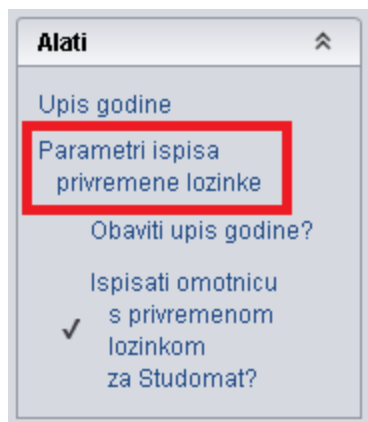 Alati
Upis godine
Parametri ispisa
privremene lozinke
Obaviti upis godine?
Ispisati omotnicu
s privremenom
lozinkom
za Studomat?